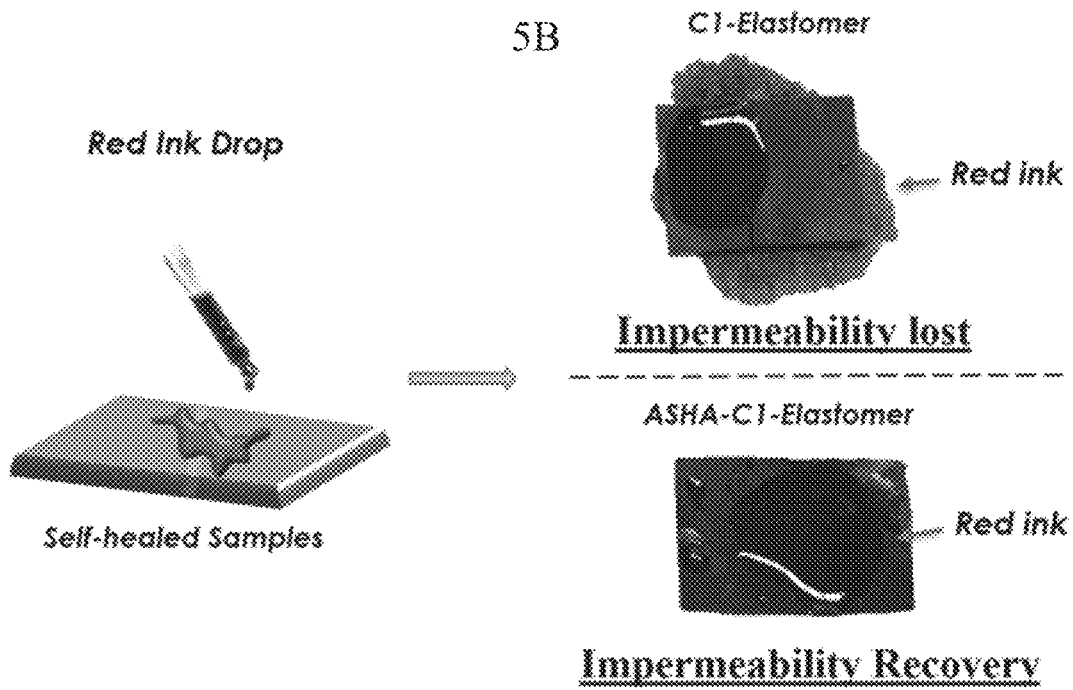 5B
Red Ink Drop
Self-healed Samples
C1-Elastomer
Red ink
Impermeability lost
ASHA-C1-Elastomer
Red ink
Impermeability Recovery